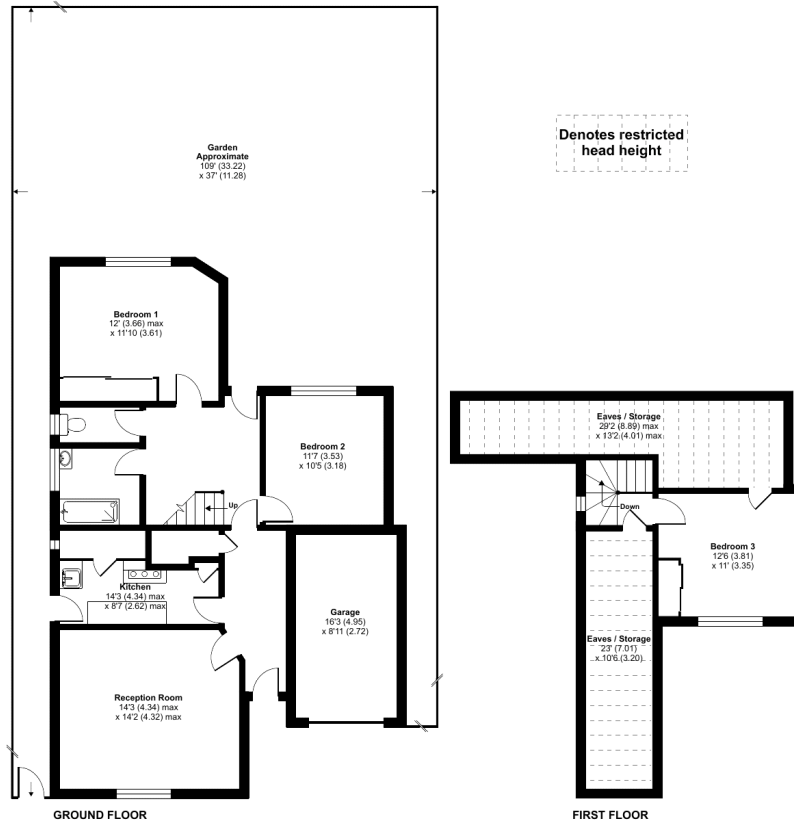 Garden
Approximate
109' (33.22)
x 37' (11.28)
Denotes restricted
head height
Bedroom 1
12' (3.66) max
x 11'10 (3.61)
Bedroom 2
11'7 (3.53)
x 10'5 (3.18)
Up
Kitchen
14'3 (4.34) max
x 8'7 (2.62) max
Garage
16'3 (4.95)
x 8'11 (2.72)
Reception Room
14'3 (4.34) max
x 14'2 (4.32) max
GROUND FLOOR
Eaves / Storage
29'2 (8.89) max
x 13'2 (4.01) max
Down
Bedroom 3
12'6 (3.81)
x 11' (3.35)
Eaves / Storage
23' (7.01)
x 10'6 (3.20)
FIRST FLOOR